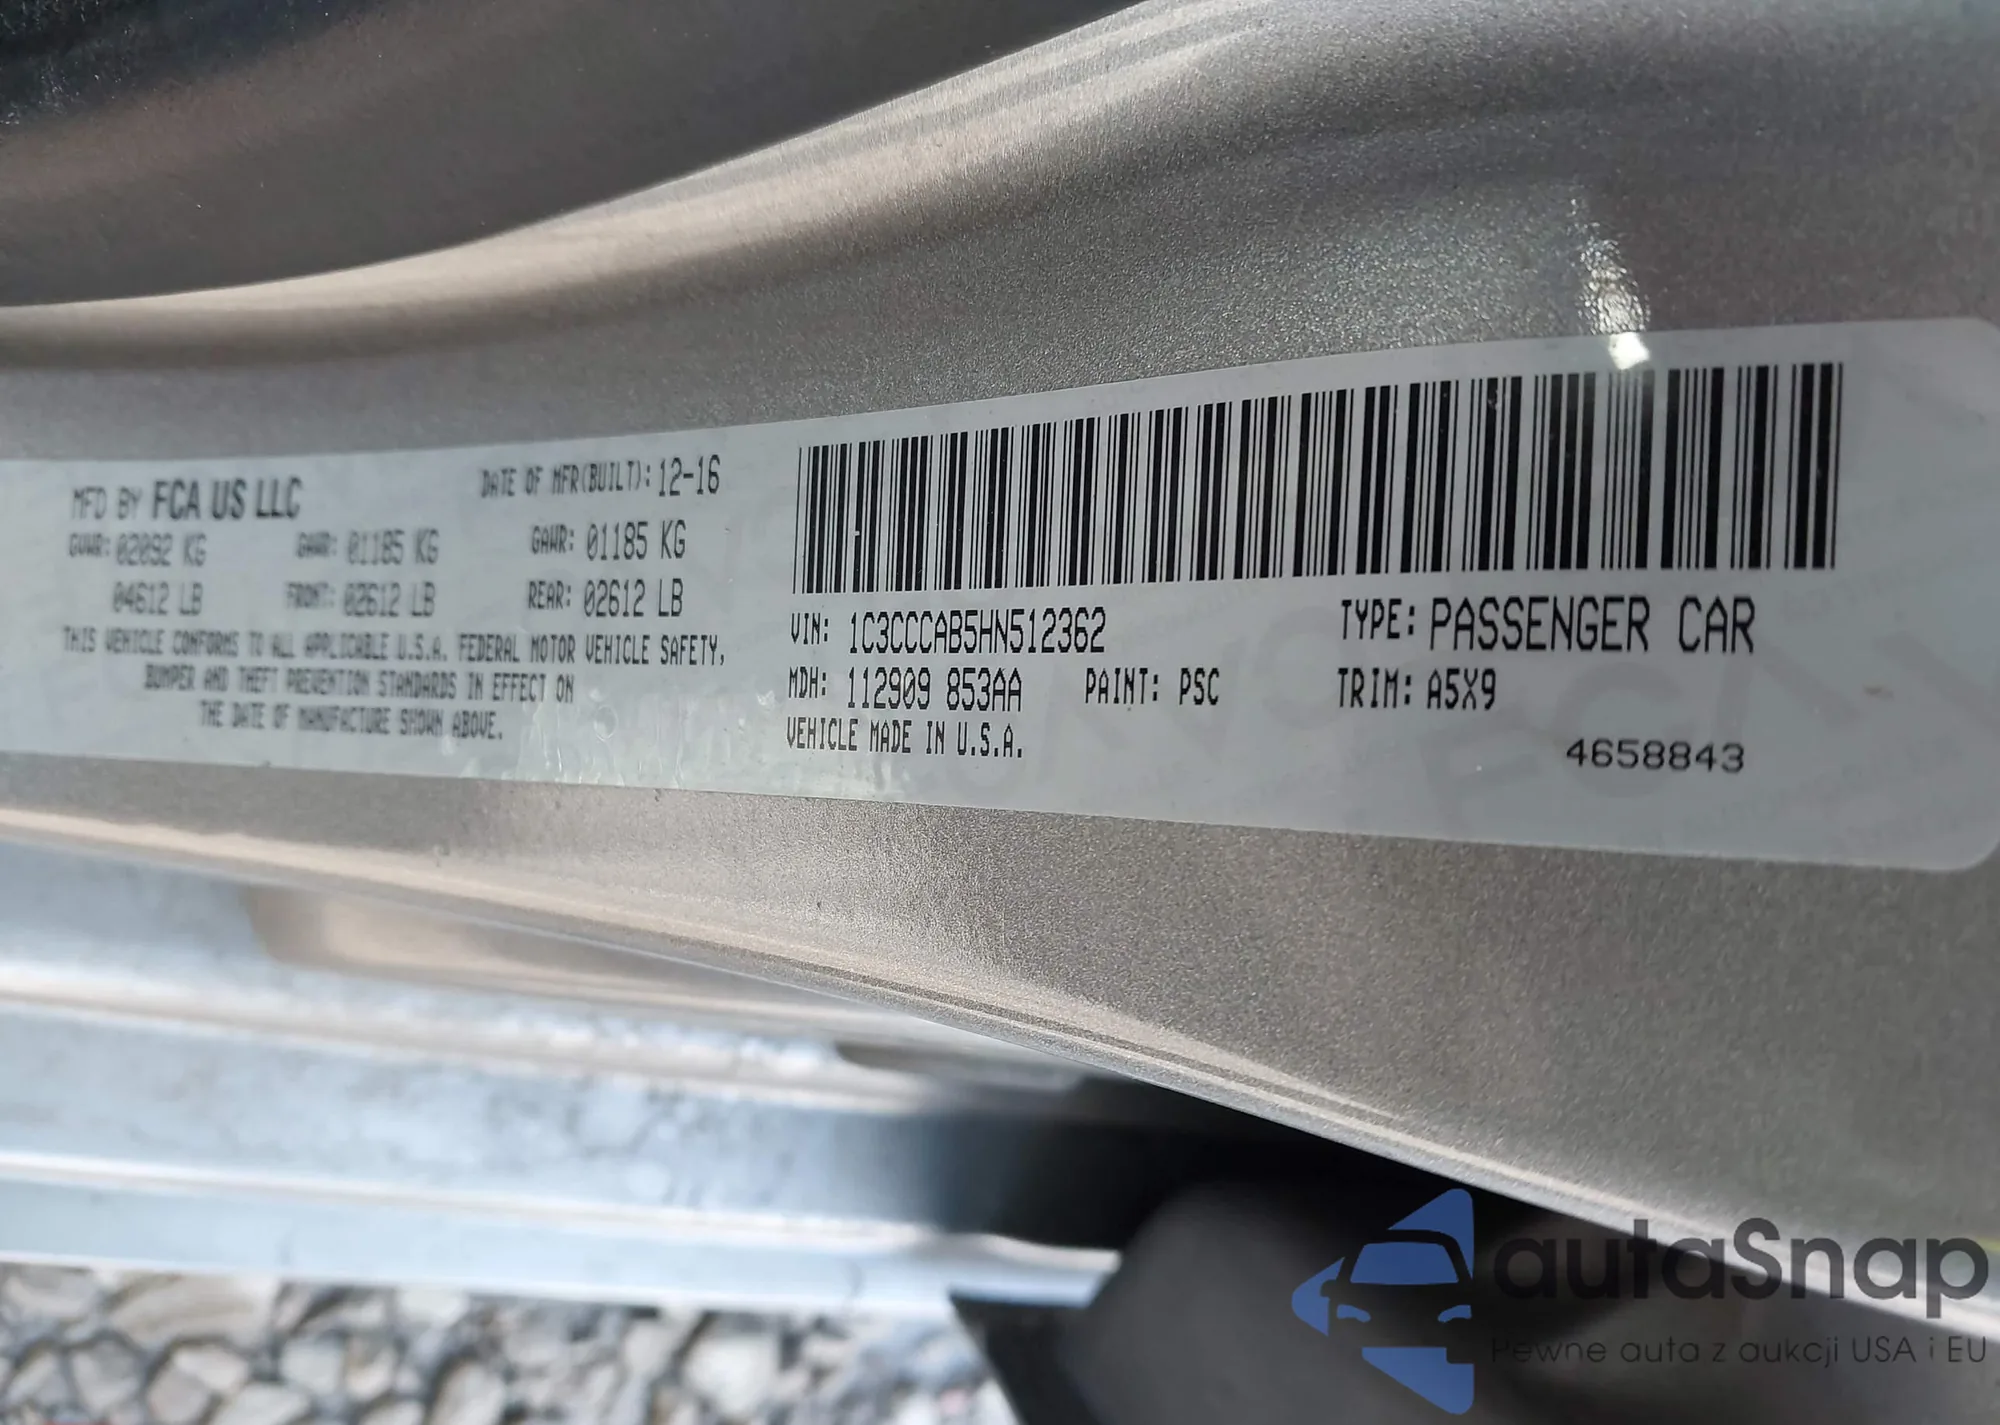 MFD BY FCA US LLC
DATE OF MFR(BUILT): 12-16
GVWR: 02092 KG GAWR: 01185 KG GAWR: 01185 KG
04612 LB FRONT: 02612 LB REAR: 02612 LB
THIS VEHICLE CONFORMS TO ALL APPLICABLE U.S.A. FEDERAL MOTOR VEHICLE SAFETY,
BUMPER AND THEFT PREVENTION STANDARDS IN EFFECT ON
THE DATE OF MANUFACTURE SHOWN ABOVE.
VIN: 1C3CCCAB5HN512362 TYPE: PASSENGER CAR
MDH: 112909 853AA PAINT: PSC TRIM: A5X9
VEHICLE MADE IN U.S.A.
4658843
autaSnap
Pewne auta z aukcji USA i EU